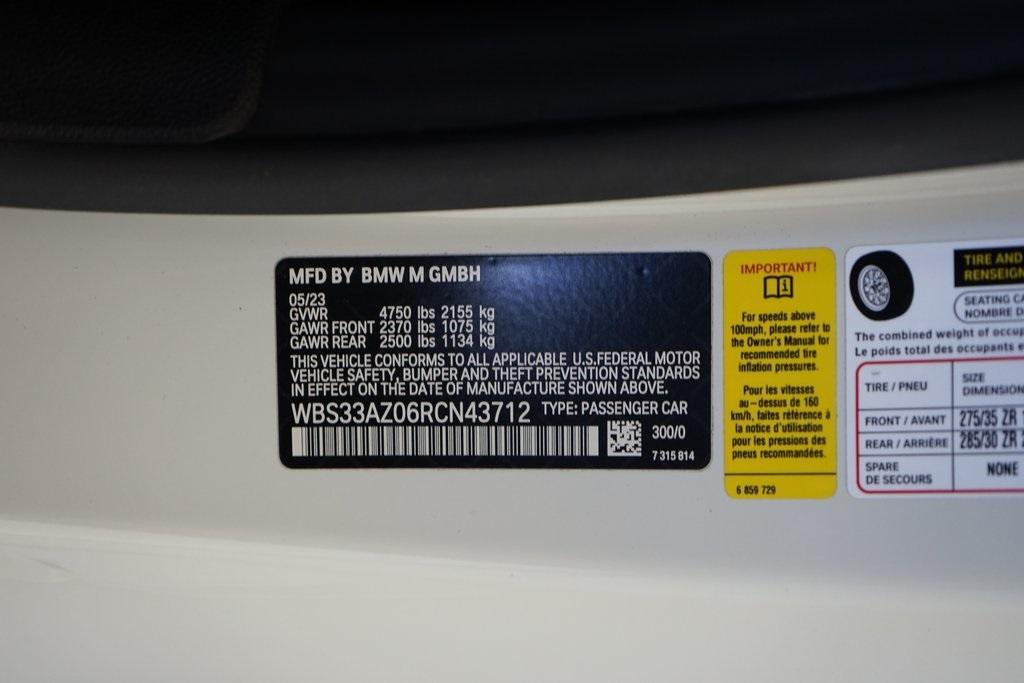 MFD BY BMW M GMBH
05/23
GVWR 4750 lbs 2155 kg
GAWR FRONT 2370 lbs 1075 kg
GAWR REAR 2500 lbs 1134 kg
THIS VEHICLE CONFORMS TO ALL APPLICABLE U.S.FEDERAL MOTOR
VEHICLE SAFETY, BUMPER AND THEFT PREVENTION STANDARDS
IN EFFECT ON THE DATE OF MANUFACTURE SHOWN ABOVE.
WBS33AZ06RCN43712 TYPE: PASSENGER CAR
300/0
7 315 814
IMPORTANT!
For speeds above
100mph, please refer to
the Owner's Manual for
recommended tire
inflation pressures.
Pour les vitesses
au-dessus de 160
km/h, faites référence à
la notice d'utilisation
pour les pressions des
pneus recommandées.
6 859 729
TIRE AND
RENSEIGN
SEATING CA
NOMBRE D
The combined weight of occup
Le poids total des occupants e
TIRE / PNEU
SIZE
DIMENSION
FRONT / AVANT 275/35 ZR
REAR / ARRIÈRE 285/30 ZR
SPARE
DE SECOURS
NONE